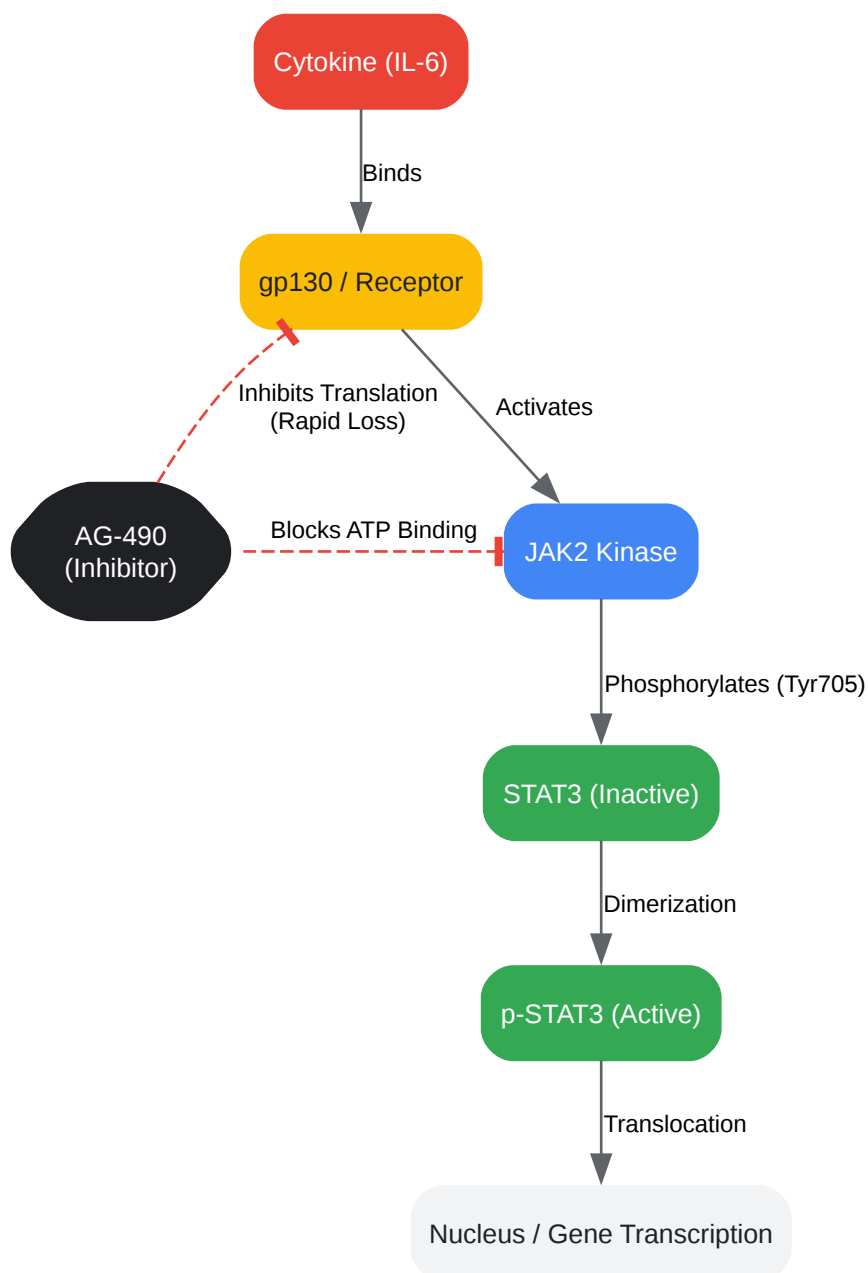 Cytokine (IL-6)
Binds
gp130 / Receptor
Inhibits Translation
(Rapid Loss)
Activates
AG-490
(Inhibitor)
Blocks ATP Binding
JAK2 Kinase
Phosphorylates (Tyr705)
STAT3 (Inactive)
Dimerization
p-STAT3 (Active)
Translocation
Nucleus / Gene Transcription